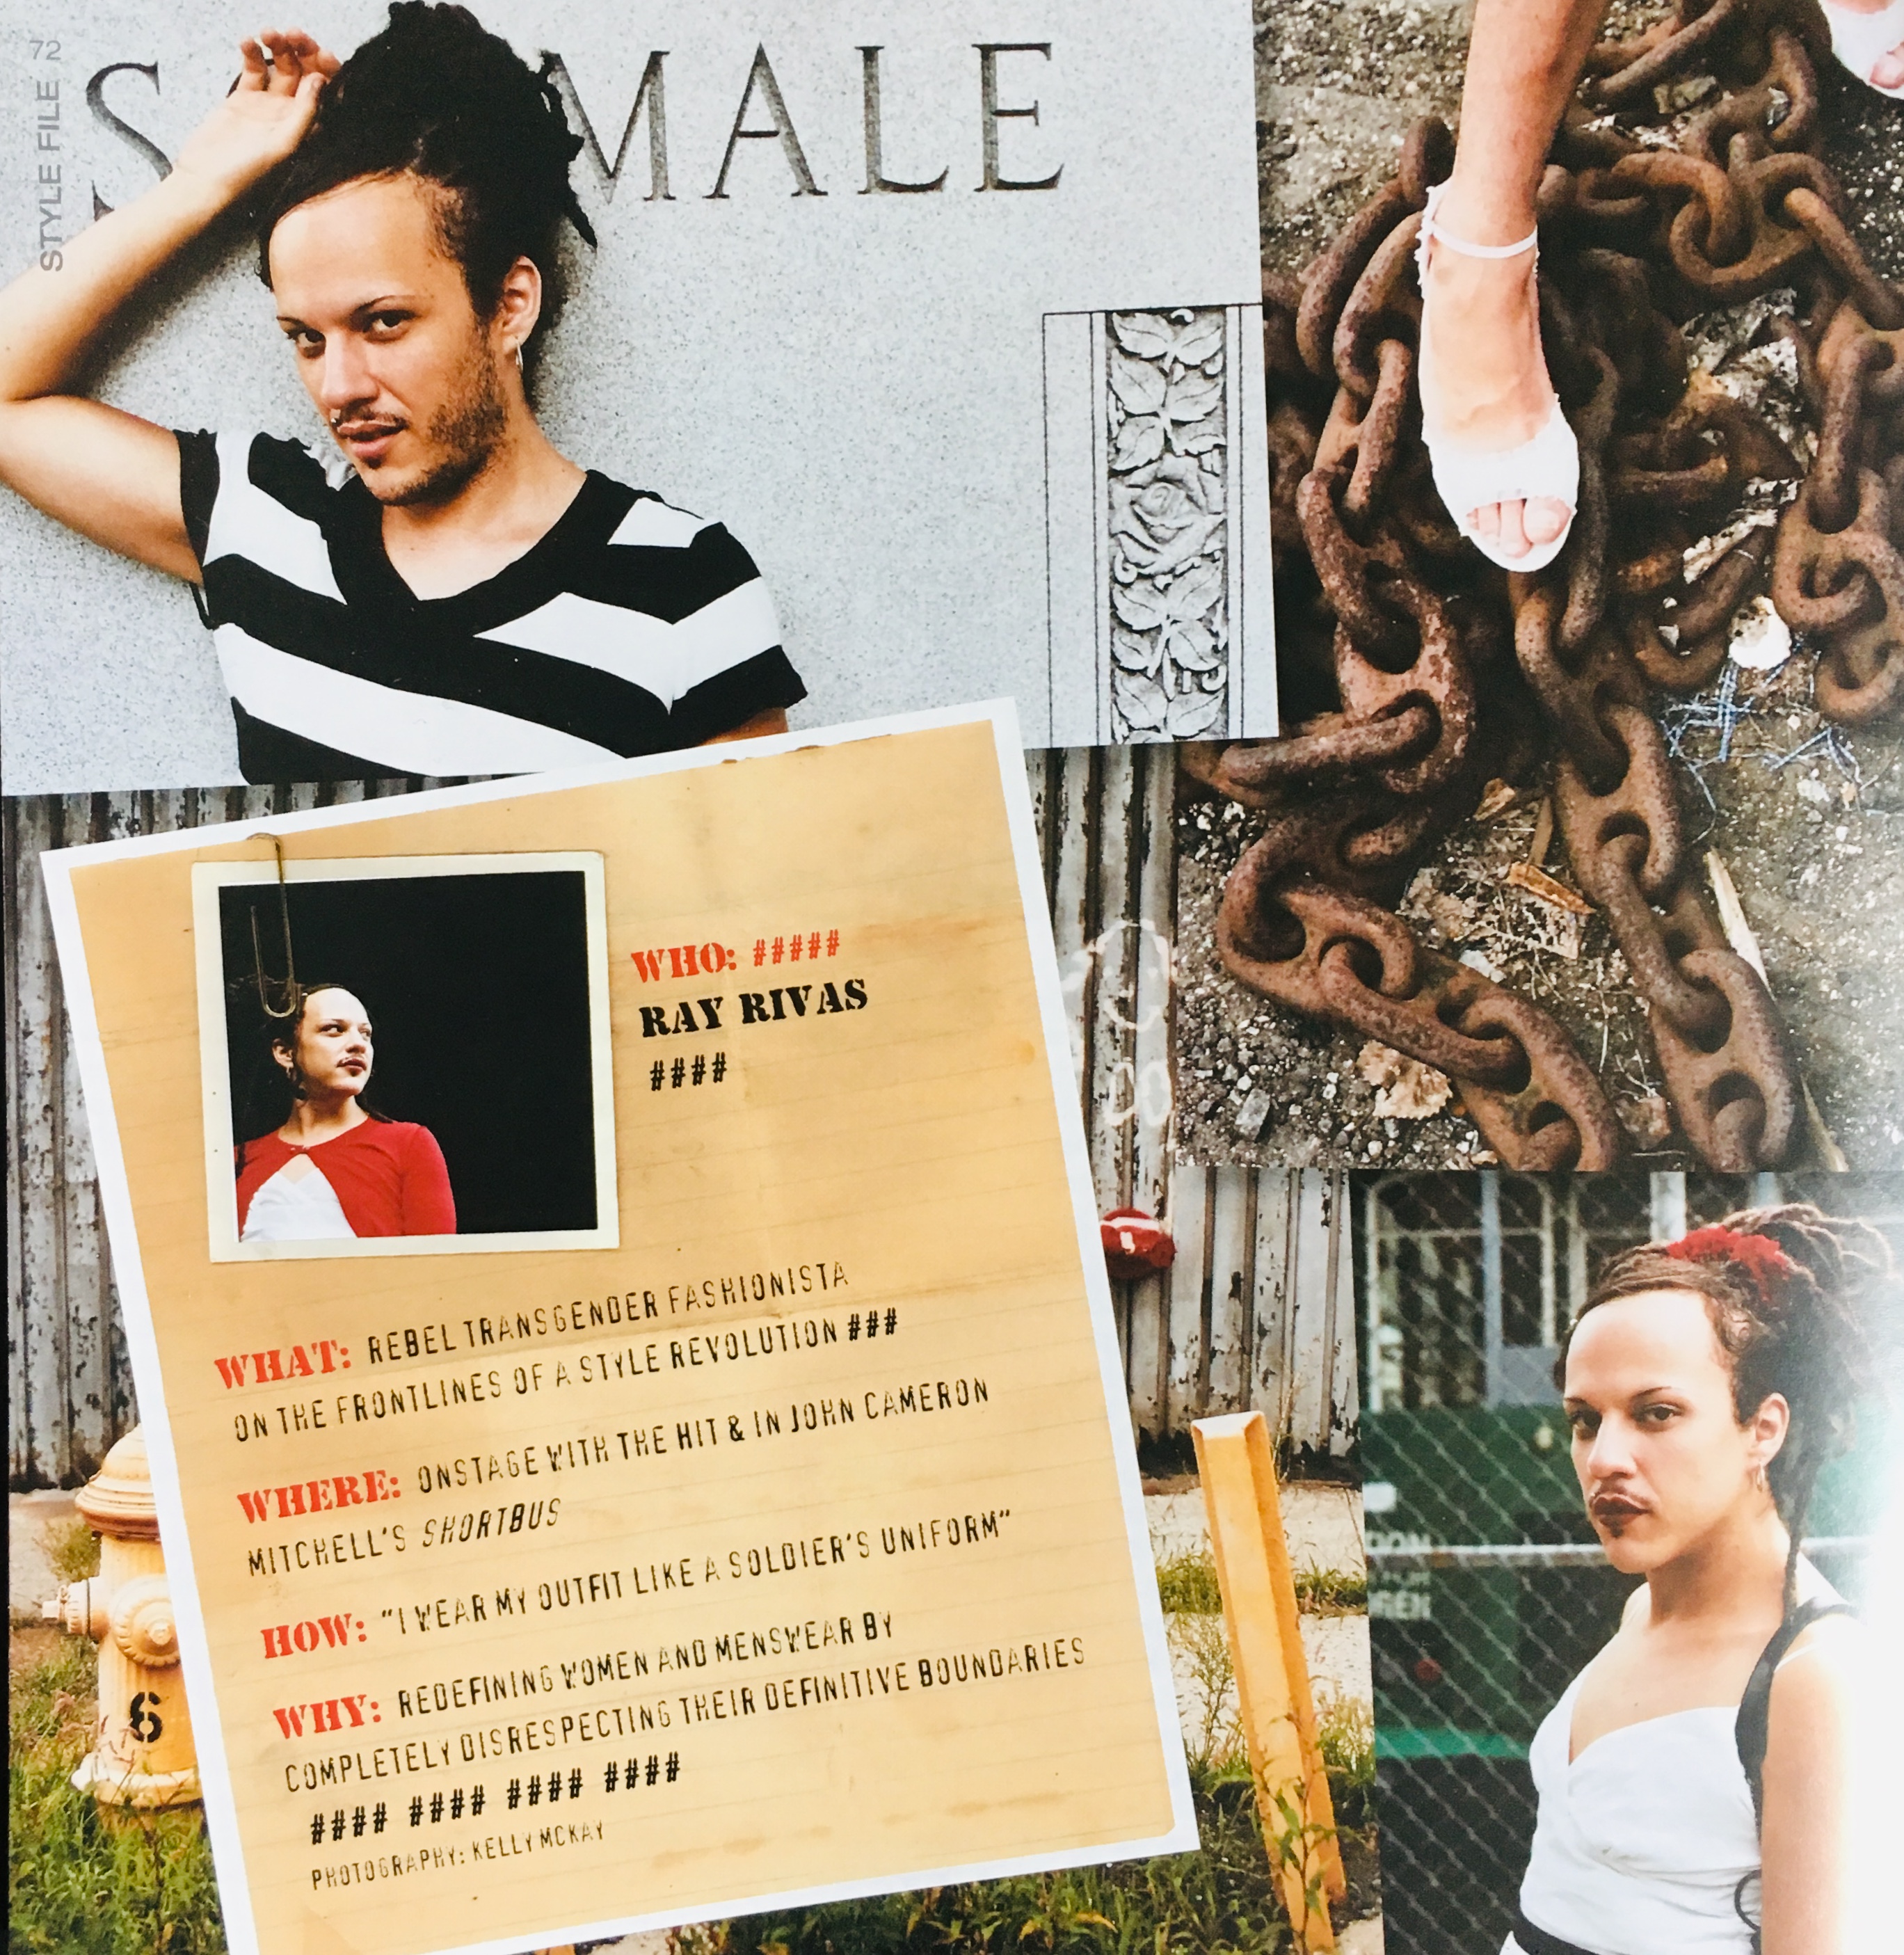 STYLE FILE 72
S MALE
WHO: #####
RAY RIVAS
####
WHAT: REBEL TRANSGENDER FASHIONISTA
ON THE FRONTLINES OF A STYLE REVOLUTION ###
WHERE: ONSTAGE WITH THE HIT & IN JOHN CAMERON
MITCHELL'S SHORTBUS
HOW: "I WEAR MY OUTFIT LIKE A SOLDIER'S UNIFORM"
WHY: REDEFINING WOMEN AND MENSWEAR BY
COMPLETELY DISRESPECTING THEIR DEFINITIVE BOUNDARIES
#### #### #### ####
PHOTOGRAPHY: KELLY MCKAY
6